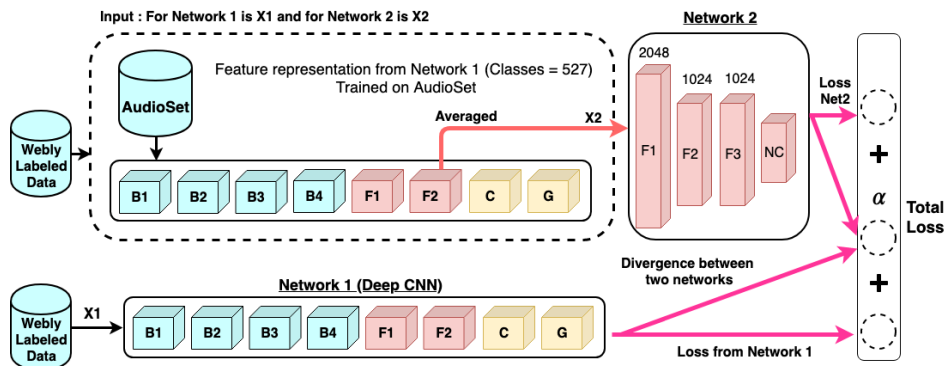 Input : For Network 1 is X1 and for Network 2 is X2
Network 2
AudioSet
Feature representation from Network 1 (Classes = 527)
Trained on AudioSet
Averaged
X2
Webly
Labeled
Data
B1
B2
B3
B4
F1
F2
C
G
2048
1024
1024
F1
F2
F3
NC
Loss
Net2
+
α
+
Total
Loss
Divergence between
two networks
Network 1 (Deep CNN)
Webly
Labeled
Data
X1
B1
B2
B3
B4
F1
F2
C
G
Loss from Network 1